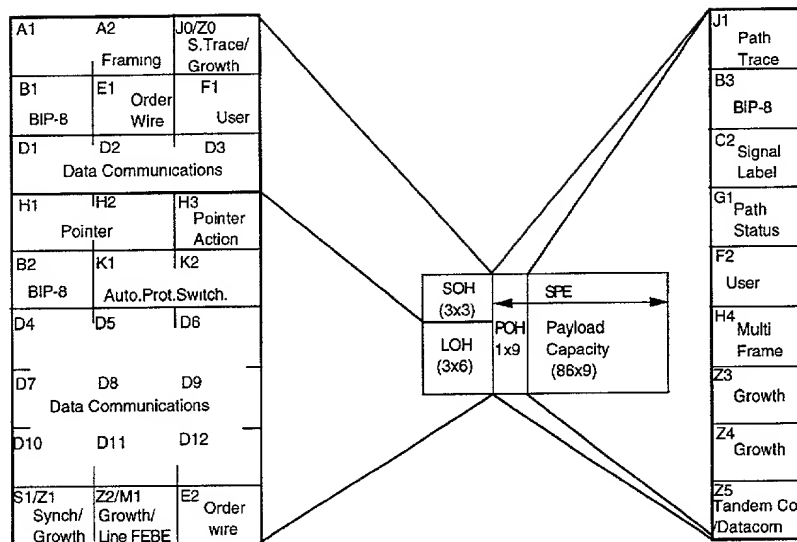 A1 A2 J0/Z0
Framing S.Trace/
Growth
B1 E1 F1
BIP-8 Order
Wire User
D1 D2 D3
Data Communications
H1 H2 H3
Pointer Pointer
Action
B2 K1 K2
BIP-8 Auto.Prot.Switch.
D4 D5 D6
D7 D8 D9
Data Communications
D10 D11 D12
S1/Z1 Z2/M1 E2
Synch/ Growth/ Order
Growth Line FEBE wire
SOH
(3x3)
LOH
(3x6)
SPE
POH
1x9
Payload
Capacity
(86x9)
J1
Path
Trace
B3
BIP-8
C2 Signal
Label
G1
Path
Status
F2
User
H4
Multi
Frame
Z3
Growth
Z4
Growth
Z5
Tandem Co
/Datacom